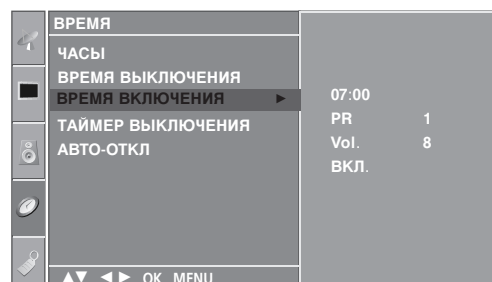 ВРЕМЯ
ЧАСЫ
ВРЕМЯ ВЫКЛЮЧЕНИЯ
ВРЕМЯ ВКЛЮЧЕНИЯ ►
ТАЙМЕР ВЫКЛЮЧЕНИЯ
АВТО-ОТКЛ
07:00
PR 1
Vol. 8
ВКЛ.
▲▼ ◄► OK MENU